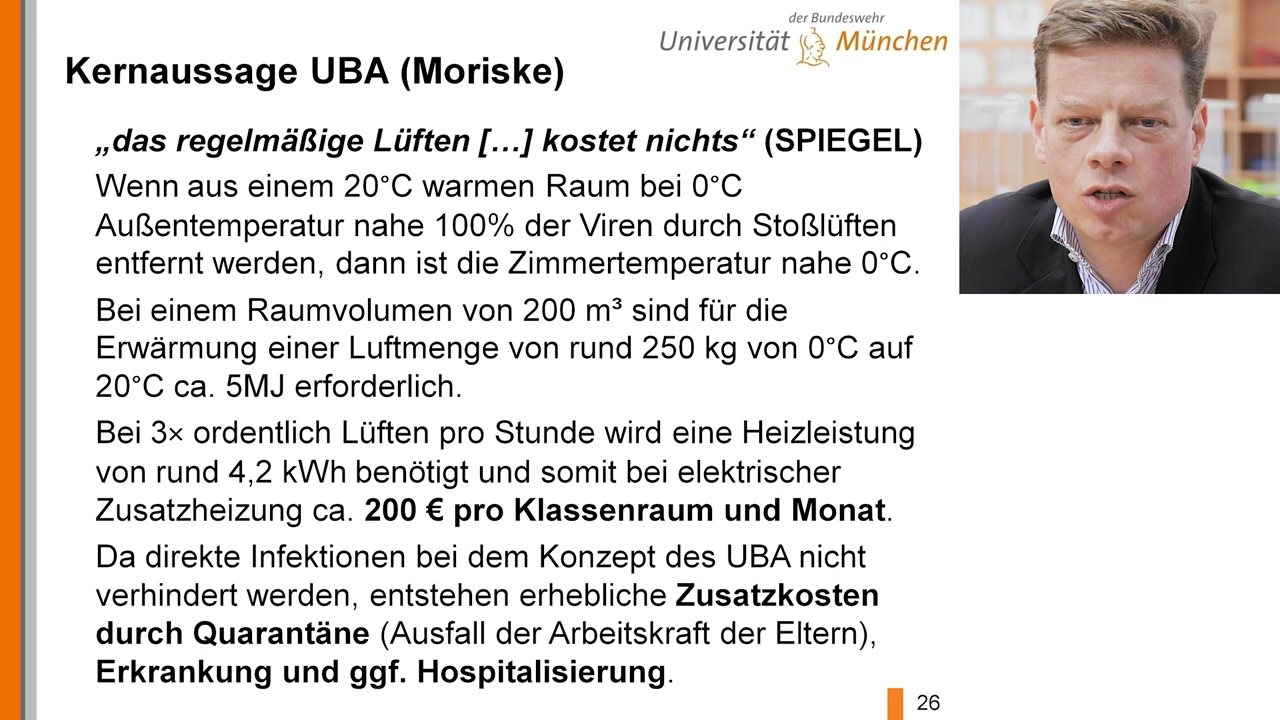 der Bundeswehr
Universität München
Kernaussage UBA (Moriske)
„das regelmäßige Lüften […] kostet nichts“ (SPIEGEL)
Wenn aus einem 20°C warmen Raum bei 0°C
Außentemperatur nahe 100% der Viren durch Stoßlüften
entfernt werden, dann ist die Zimmertemperatur nahe 0°C.
Bei einem Raumvolumen von 200 m³ sind für die
Erwärmung einer Luftmenge von rund 250 kg von 0°C auf
20°C ca. 5MJ erforderlich.
Bei 3× ordentlich Lüften pro Stunde wird eine Heizleistung
von rund 4,2 kWh benötigt und somit bei elektrischer
Zusatzheizung ca. 200 € pro Klassenraum und Monat.
Da direkte Infektionen bei dem Konzept des UBA nicht
verhindert werden, entstehen erhebliche Zusatzkosten
durch Quarantäne (Ausfall der Arbeitskraft der Eltern),
Erkrankung und ggf. Hospitalisierung.
26